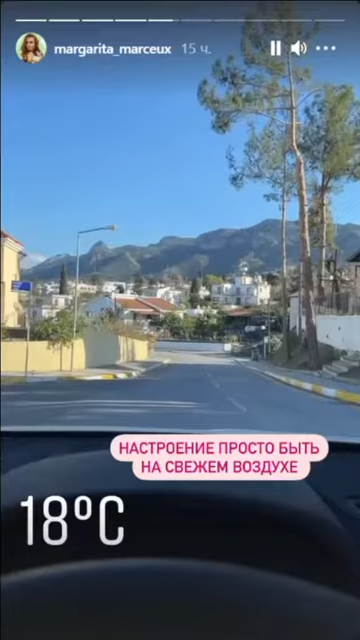 margarita_marceux 15 ч.
НАСТРОЕНИЕ ПРОСТО БЫТЬ
НА СВЕЖЕМ ВОЗДУХЕ
18°C